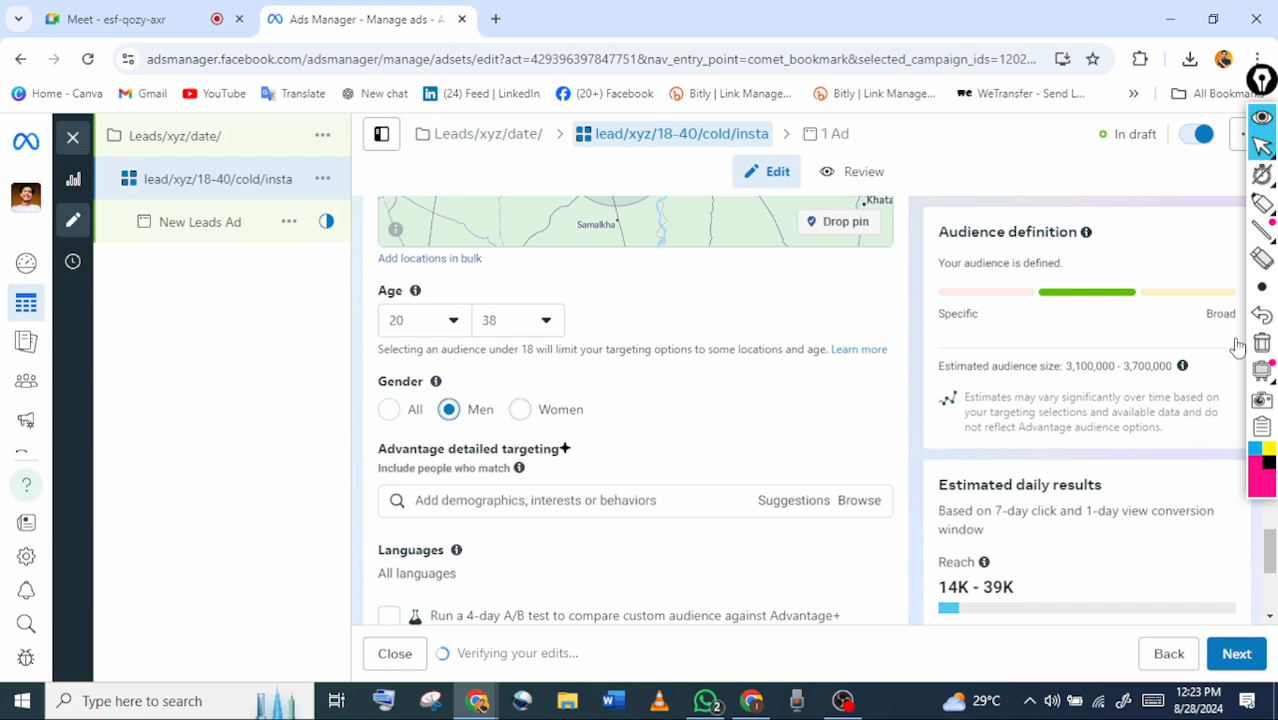 Meet - esf-qozy-axr
Ads Manager - Manage ads - A
adsmanager.facebook.com/adsmanager/manage/adsets/edit?act=429396397847751&nav_entry_point=comet_bookmark&selected_campaign_ids=1202...
Home - Canva
Gmail
YouTube
Translate
New chat
(24) Feed | LinkedIn
(20+) Facebook
Bitly | Link Manage...
Bitly | Link Manage...
WeTransfer - Send L...
All Bookmarks
Leads/xyz/date/
lead/xyz/18-40/cold/insta
New Leads Ad
Leads/xyz/date/
lead/xyz/18-40/cold/insta
1 Ad
In draft
Edit
Review
Samalkha
Khata
Drop pin
Add locations in bulk
Age
20
38
Selecting an audience under 18 will limit your targeting options to some locations and age. Learn more
Gender
All
Men
Women
Advantage detailed targeting
Include people who match
Add demographics, interests or behaviors
Suggestions
Browse
Languages
All languages
Run a 4-day A/B test to compare custom audience against Advantage+
Audience definition
Your audience is defined.
Specific
Broad
Estimated audience size: 3,100,000 - 3,700,000
Estimates may vary significantly over time based on
your targeting selections and available data and do
not reflect Advantage audience options.
Estimated daily results
Based on 7-day click and 1-day view conversion
window
Reach
14K - 39K
Close
Verifying your edits...
Back
Next
Type here to search
2
29°C
12:23 PM
8/28/2024